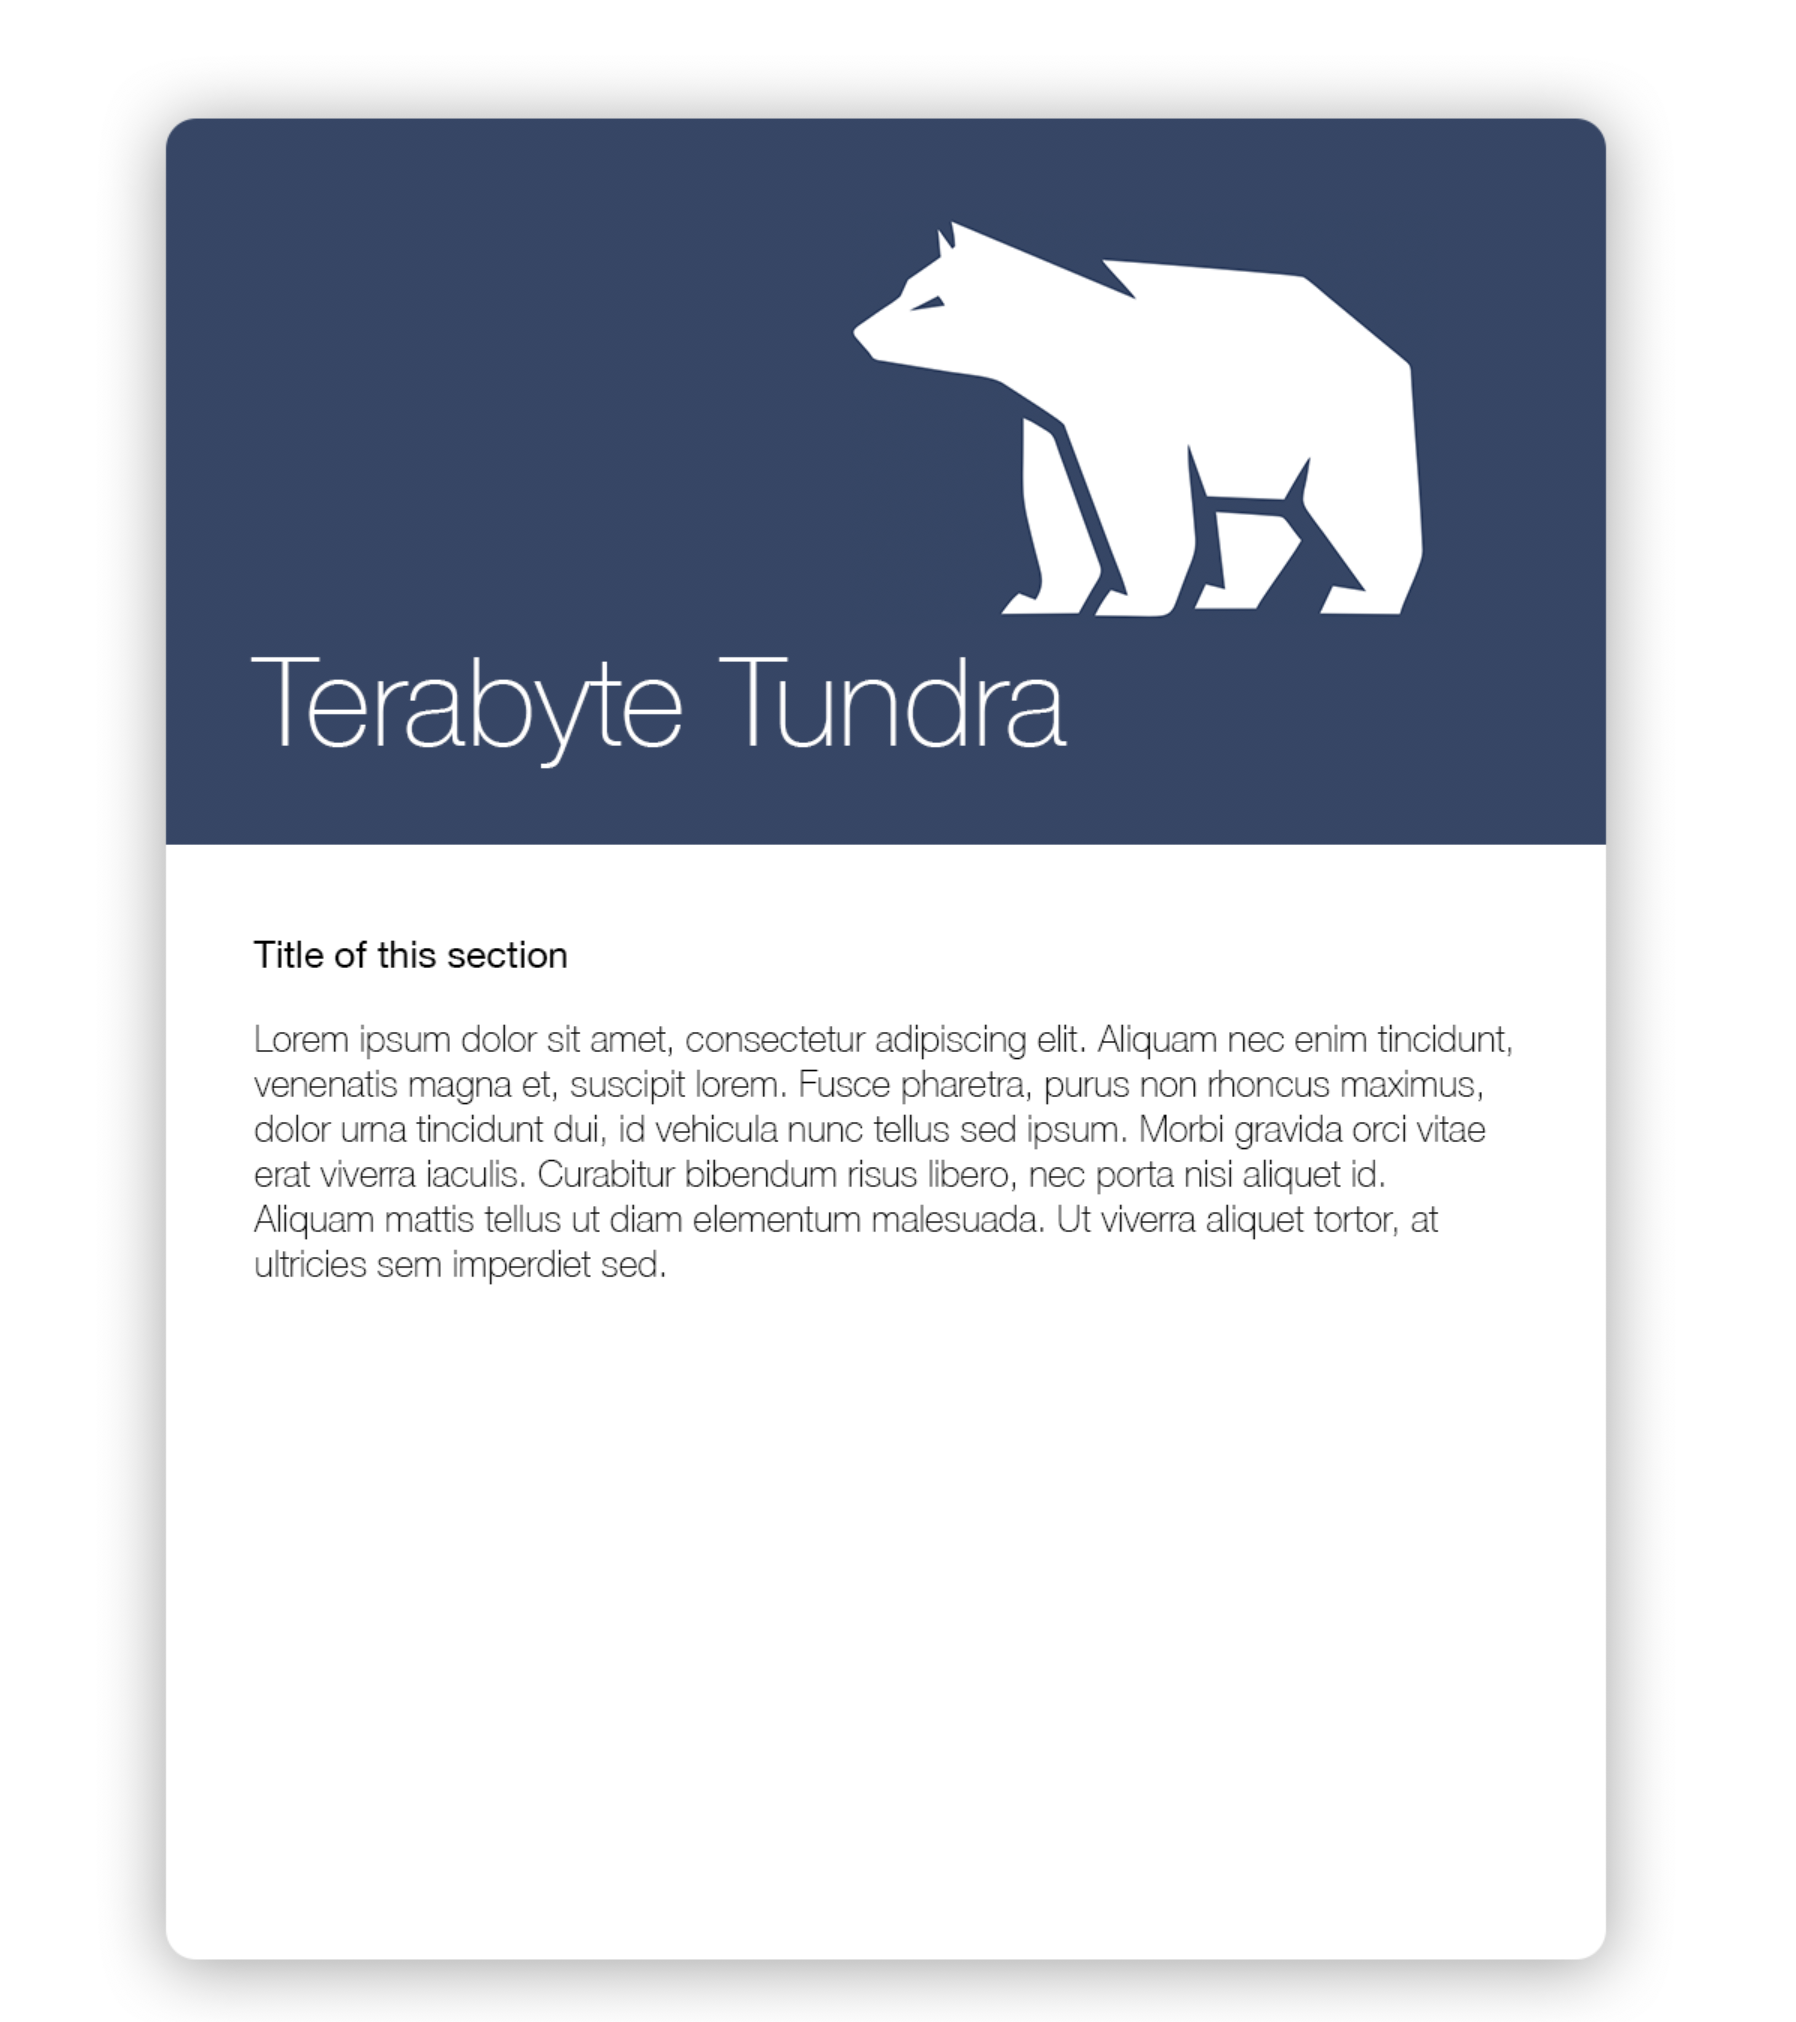 Terabyte Tundra
Title of this section
Lorem ipsum dolor sit amet, consectetur adipiscing elit. Aliquam nec enim tincidunt,
venenatis magna et, suscipit lorem. Fusce pharetra, purus non rhoncus maximus,
dolor urna tincidunt dui, id vehicula nunc tellus sed ipsum. Morbi gravida orci vitae
erat viverra iaculis. Curabitur bibendum risus libero, nec porta nisi aliquet id.
Aliquam mattis tellus ut diam elementum malesuada. Ut viverra aliquet tortor, at
ultricies sem imperdiet sed.